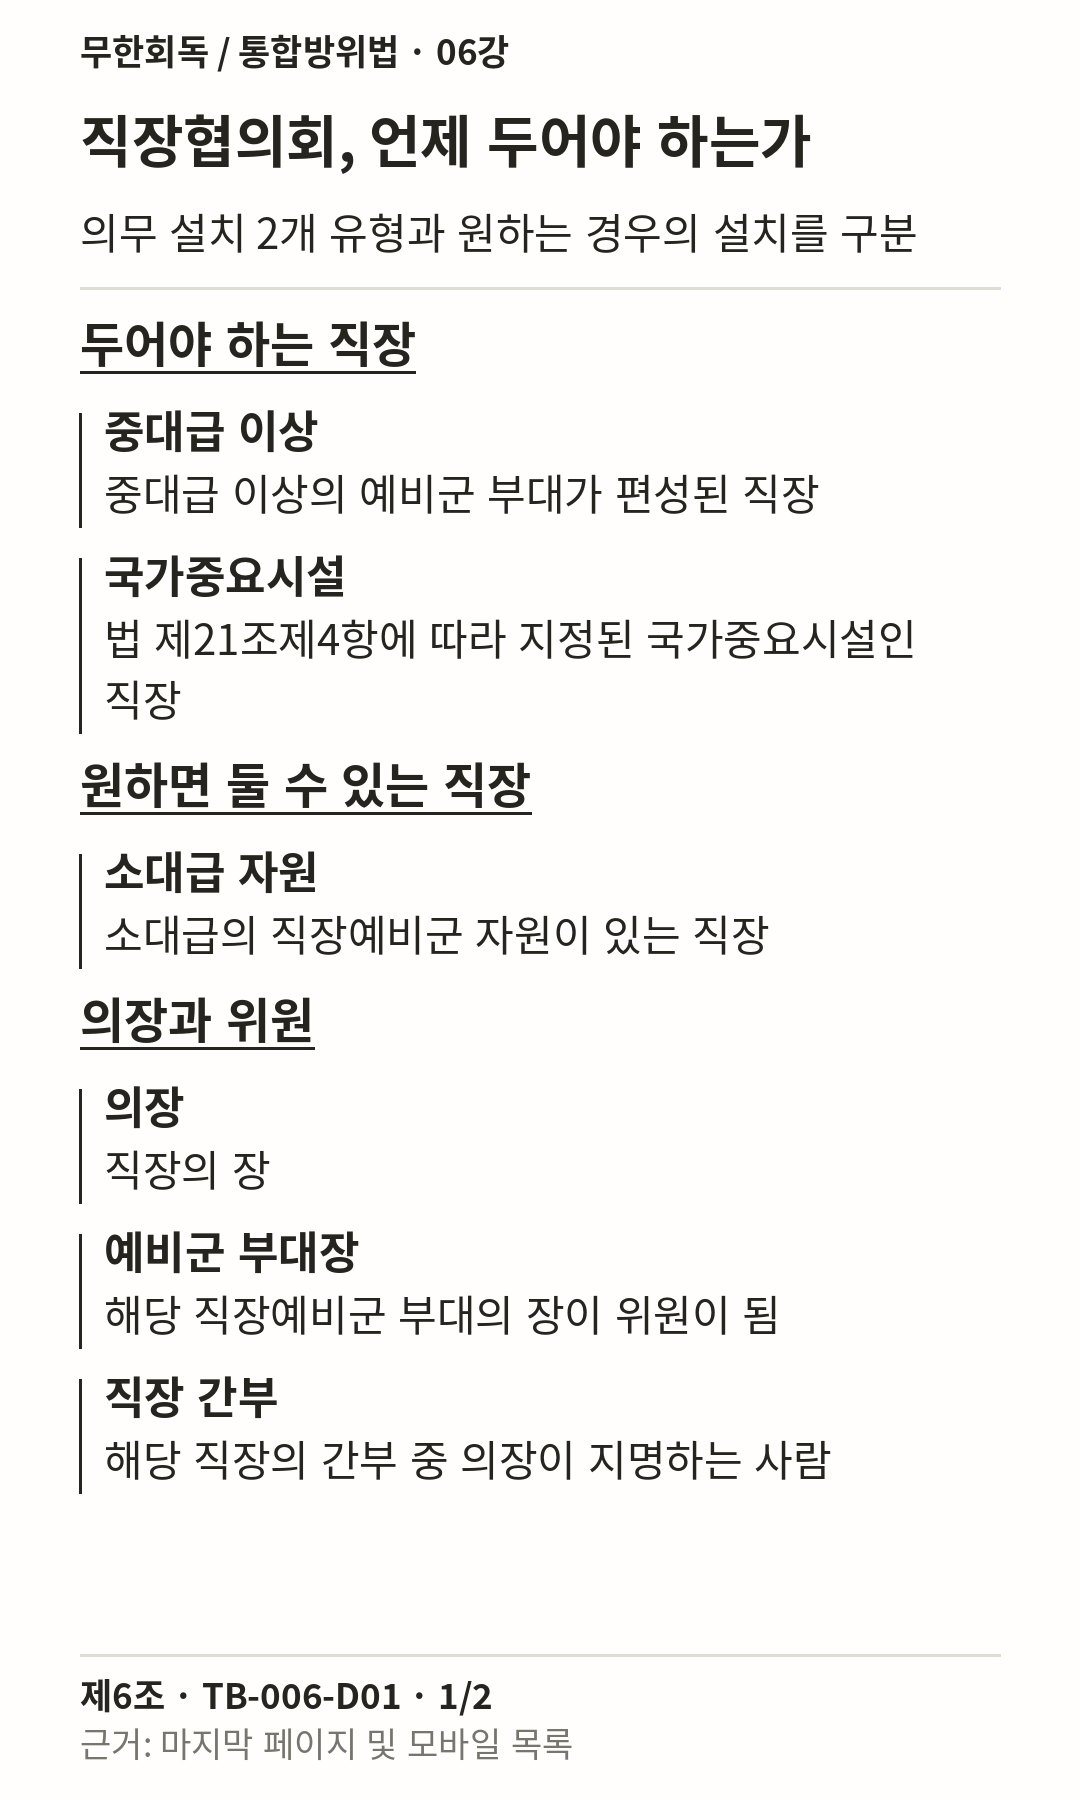 무한회독 / 통합방위법 · 06강
직장협의회, 언제 두어야 하는가
의무 설치 2개 유형과 원하는 경우의 설치를 구분
두어야 하는 직장
중대급 이상
중대급 이상의 예비군 부대가 편성된 직장
국가중요시설
법 제21조제4항에 따라 지정된 국가중요시설인
직장
원하면 둘 수 있는 직장
소대급 자원
소대급의 직장예비군 자원이 있는 직장
의장과 위원
의장
직장의 장
예비군 부대장
해당 직장예비군 부대의 장이 위원이 됨
직장 간부
해당 직장의 간부 중 의장이 지명하는 사람
제6조 · TB-006-D01 · 1/2
근거: 마지막 페이지 및 모바일 목록